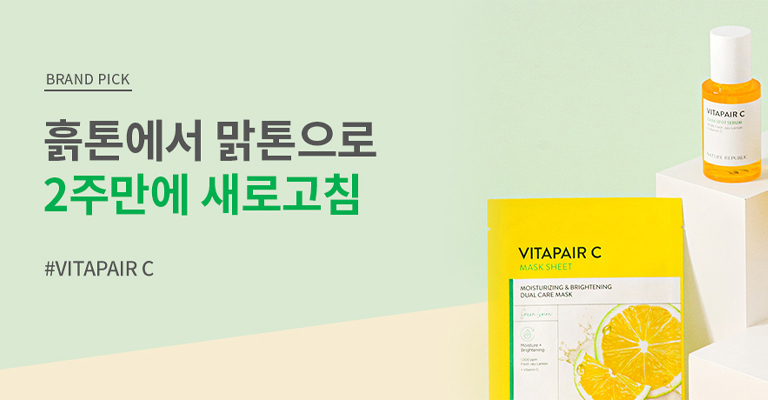 BRAND PICK
흙톤에서 맑톤으로
2주만에 새로고침
#VITAPAIR C
VITAPAIR C
NATURE REPUBLIC
VITAPAIR C
MASK SHEET
MOISTURIZING & BRIGHTENING
DUAL CARE MASK
Moisture +
Brightening